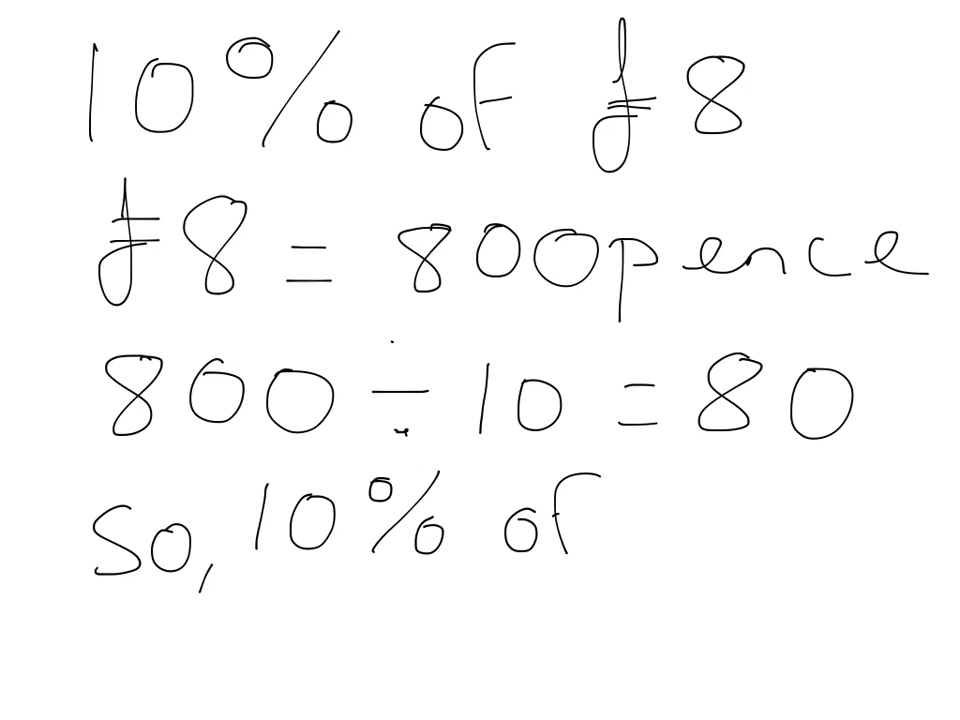 10% of £8
£8 = 800pence
800 ÷ 10 = 80
So, 10% of